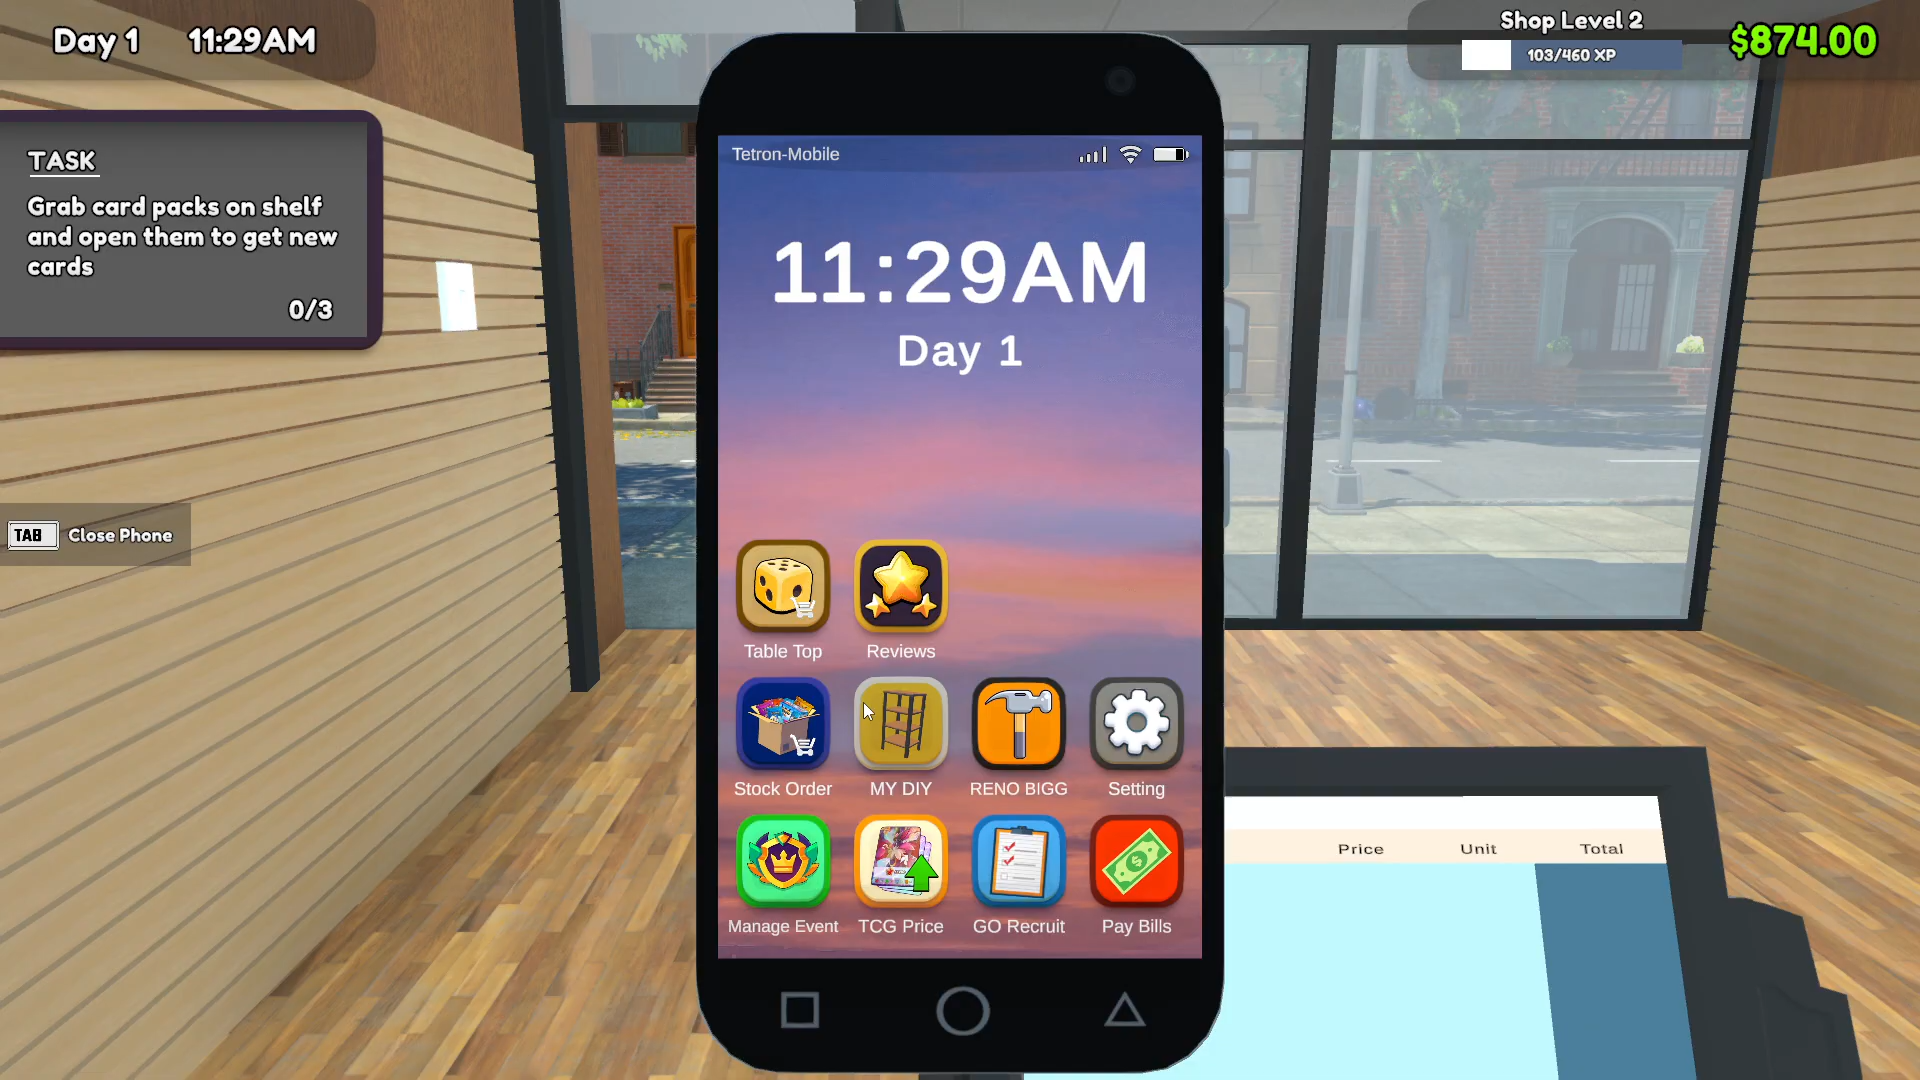 Day 1
11:29AM
Shop Level 2
103/460 XP
$874.00
TASK
Grab card packs on shelf
and open them to get new
cards
0/3
TAB Close Phone
Tetron-Mobile
11:29AM
Day 1
Table Top
Reviews
Stock Order
MY DIY
RENO BIGG
Setting
Manage Event
TCG Price
GO Recruit
Pay Bills
Price
Unit
Total